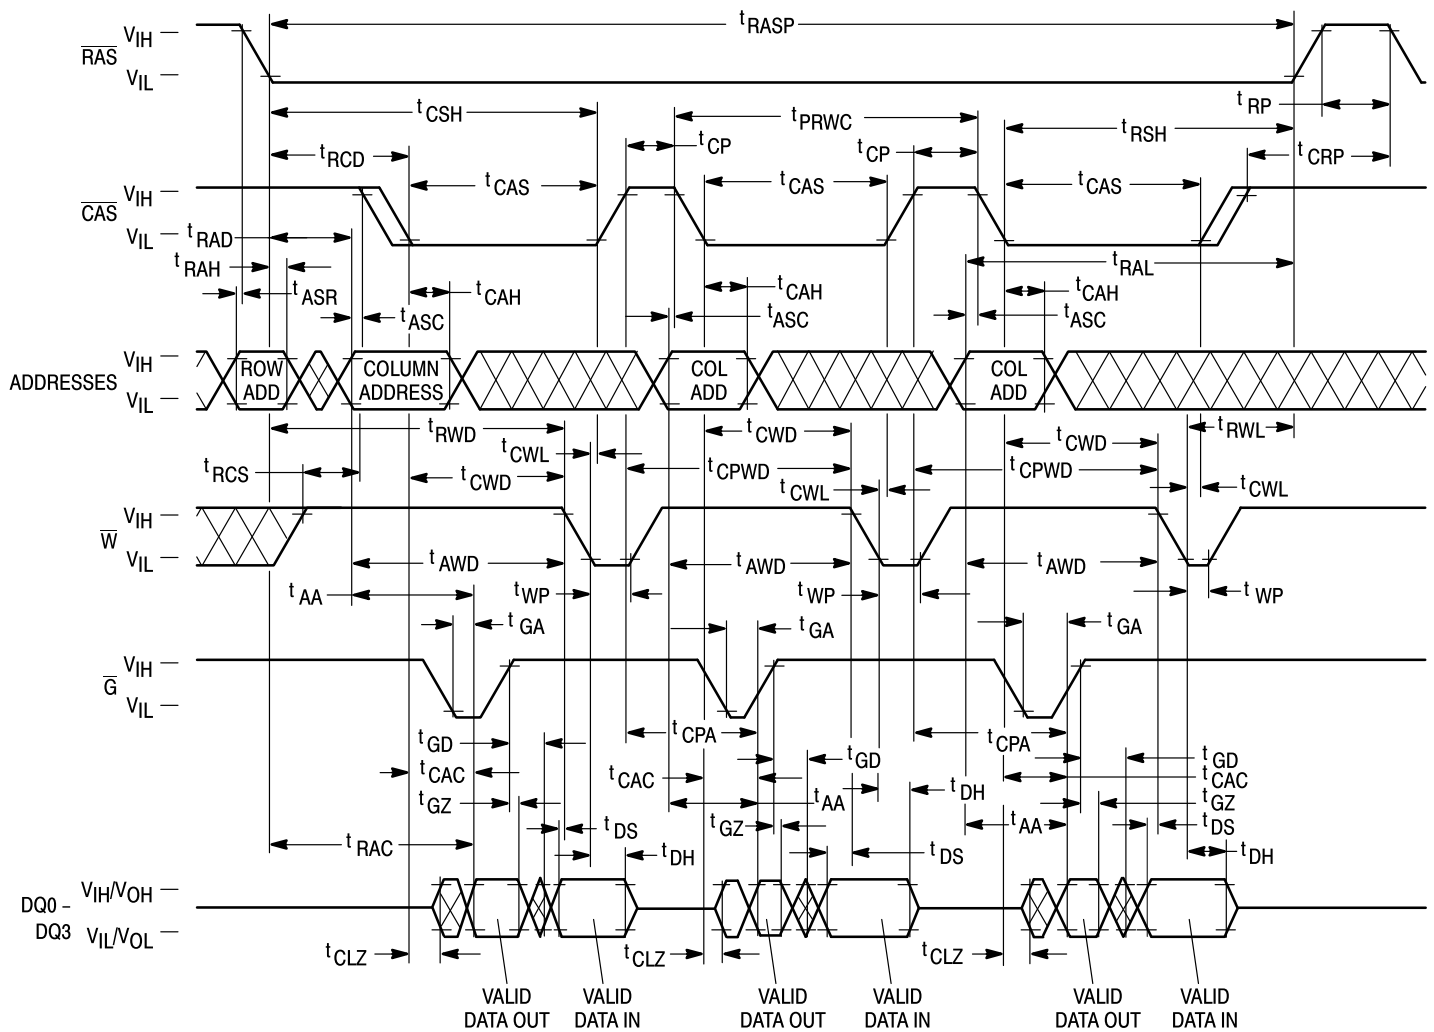 tRASP
RAS VIH
VIL
tRP
tCSH
tPRWC
tRSH
tRCD
tCP
tCP
tCRP
CAS VIH
VIL
tCAS
tCAS
tCAS
tRAD
tRAH
tRAL
tASR
tCAH
tCAH
tCAH
tASC
tASC
tASC
ADDRESSES VIH
VIL
ROW ADD
COLUMN ADDRESS
COL ADD
COL ADD
tRWD
tCWD
tRWL
tCWL
tCWD
tRCS
tCWD
tCPWD
tCPWD
tCWL
tCWL
W VIH
VIL
tAWD
tAWD
tAWD
tAA
tWP
tWP
tWP
tGA
tGA
tGA
G VIH
VIL
tCPA
tCPA
tGD
tGD
tGD
tCAC
tCAC
tCAC
tDH
tGZ
tAA
tGZ
tDS
tGZ
tAA
tDS
tRAC
tDH
tDS
tDH
DQ0 –
DQ3
VIH/VOH
VIL/VOL
tCLZ
tCLZ
tCLZ
VALID DATA OUT
VALID DATA IN
VALID DATA OUT
VALID DATA IN
VALID DATA OUT
VALID DATA IN